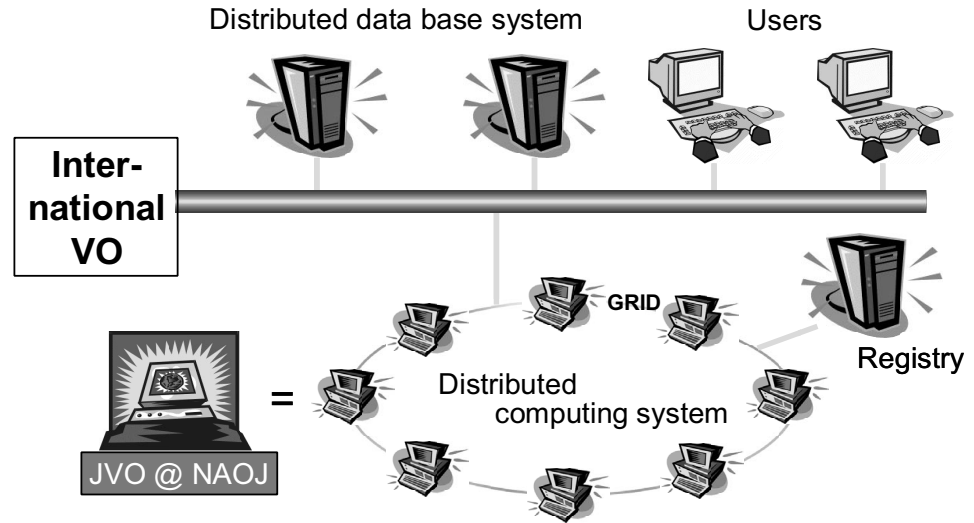 Distributed data base system
Users
Inter-
national
VO
GRID
Registry
Distributed
computing system
=
JVO @ NAOJ